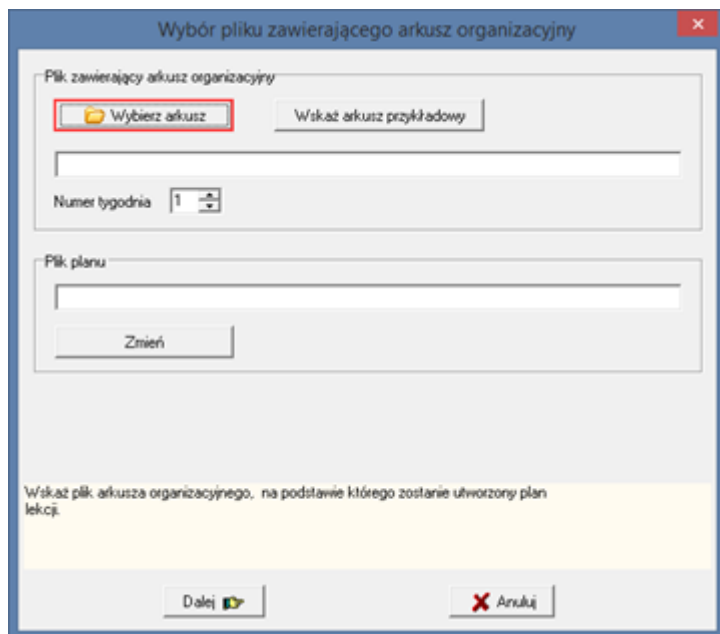 Wybór pliku zawierającego arkusz organizacyjny
Plik zawierający arkusz organizacyjny
Wybierz arkusz
Wskaż arkusz przykładowy
Numer tygodnia 1
Plik planu
Zmień
Wskaż plik arkusza organizacyjnego, na podstawie którego zostanie utworzony plan
lekcji.
Dalej
Anuluj